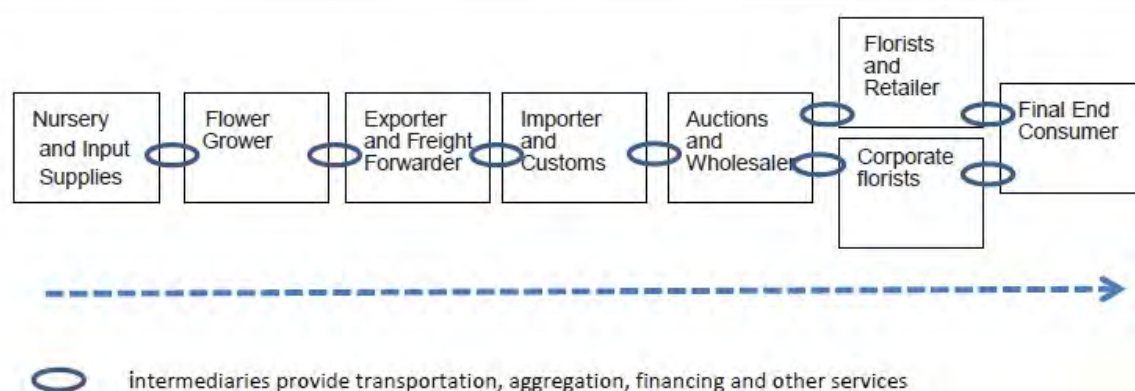 Nursery
and Input
Supplies
Flower
Grower
Exporter
and Freight
Forwarder
Importer
and
Customs
Auctions
and
Wholesaler
Florists
and
Retailer
Corporate
florists
Final End
Consumer
intermediaries provide transportation, aggregation, financing and other services